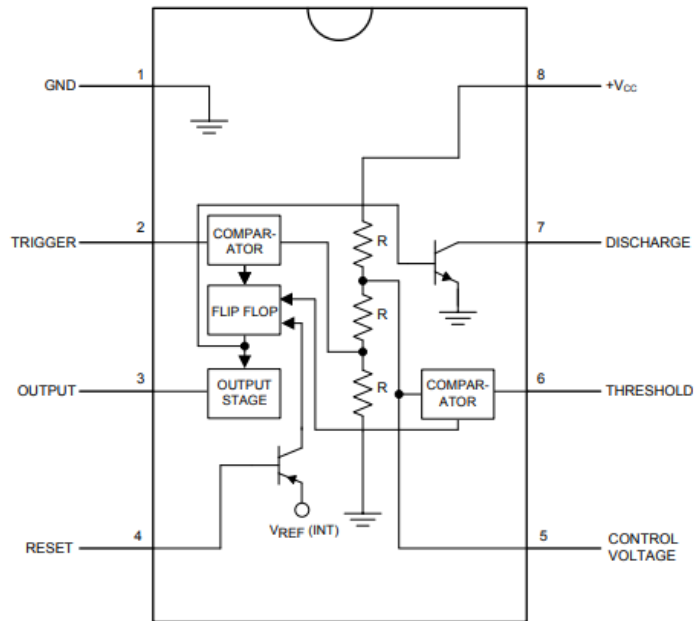 1
GND
8
+VCC
2
TRIGGER
COMPAR-
ATOR
R
7
DISCHARGE
FLIP FLOP
R
3
OUTPUT
OUTPUT
STAGE
R
COMPAR-
ATOR
6
THRESHOLD
4
RESET
VREF (INT)
5
CONTROL
VOLTAGE